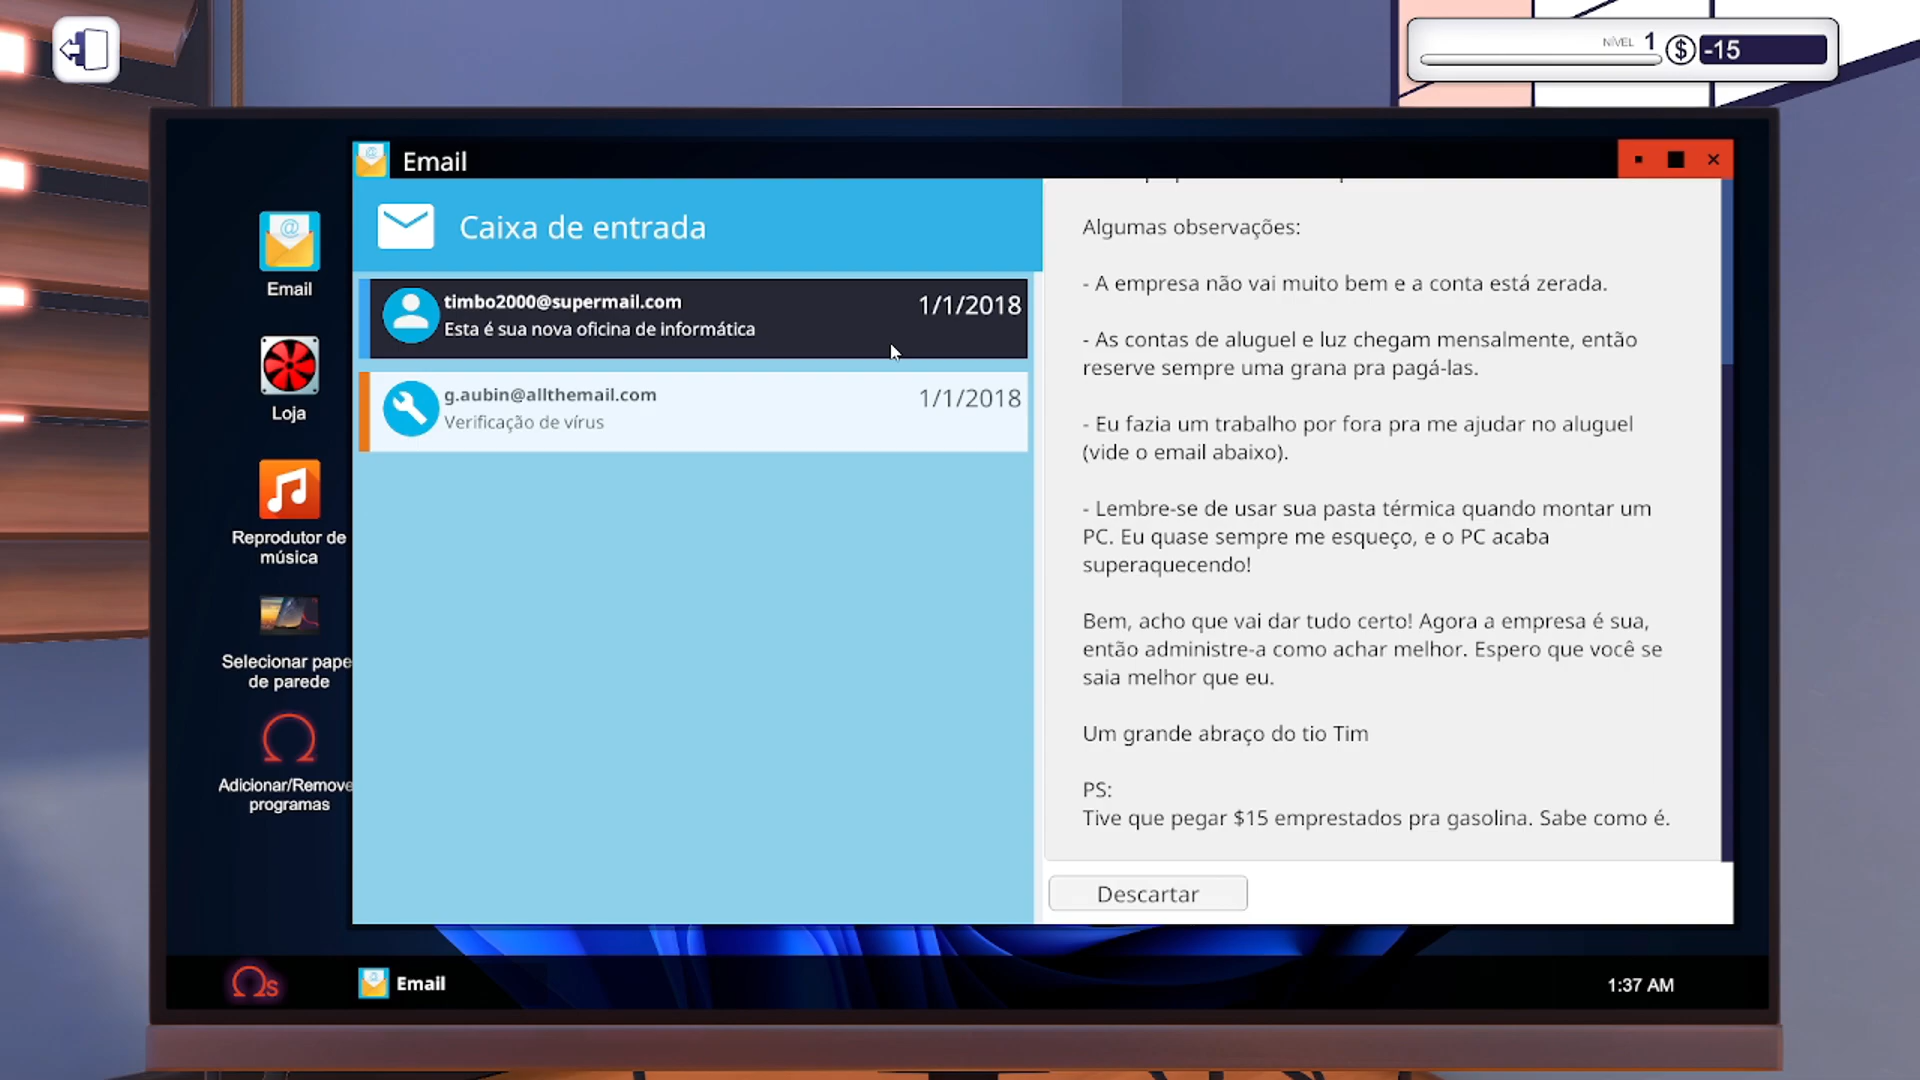 NÍVEL 1 $ -15
Email
Caixa de entrada
timbo2000@supermail.com
1/1/2018
Esta é sua nova oficina de informática
g.aubin@allthemail.com
1/1/2018
Verificação de vírus
Email
Loja
Reprodutor de
música
Selecionar pape
de parede
Adicionar/Remove
programas
Algumas observações:
- A empresa não vai muito bem e a conta está zerada.
- As contas de aluguel e luz chegam mensalmente, então
reserve sempre uma grana pra pagá-las.
- Eu fazia um trabalho por fora pra me ajudar no aluguel
(vide o email abaixo).
- Lembre-se de usar sua pasta térmica quando montar um
PC. Eu quase sempre me esqueço, e o PC acaba
superaquecendo!
Bem, acho que vai dar tudo certo! Agora a empresa é sua,
então administre-a como achar melhor. Espero que você se
saia melhor que eu.
Um grande abraço do tio Tim
PS:
Tive que pegar $15 emprestados pra gasolina. Sabe como é.
Descartar
Ωs
Email
1:37 AM